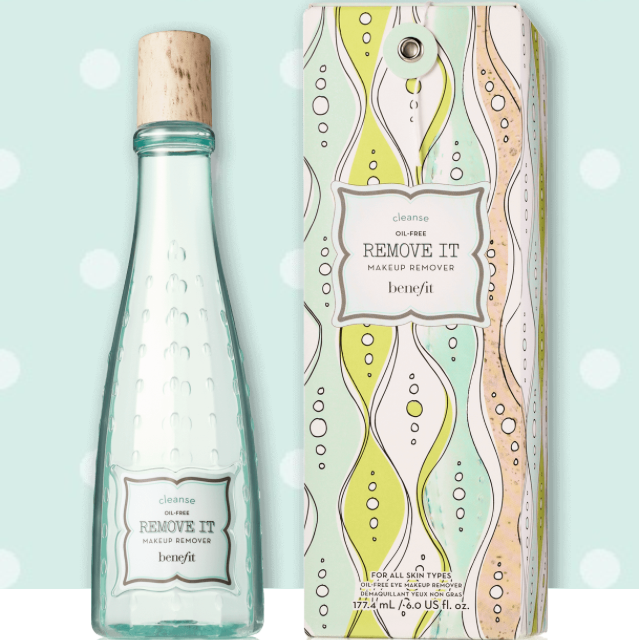 cleanse
OIL-FREE
REMOVE IT
MAKEUP REMOVER
benefit
cleanse
OIL-FREE
REMOVE IT
MAKEUP REMOVER
benefit
FOR ALL SKIN TYPES
OIL-FREE EYE MAKEUP REMOVER
DÉMAQUILLANT YEUX NON GRAS
177.4 mL / 6.0 US fl. oz.